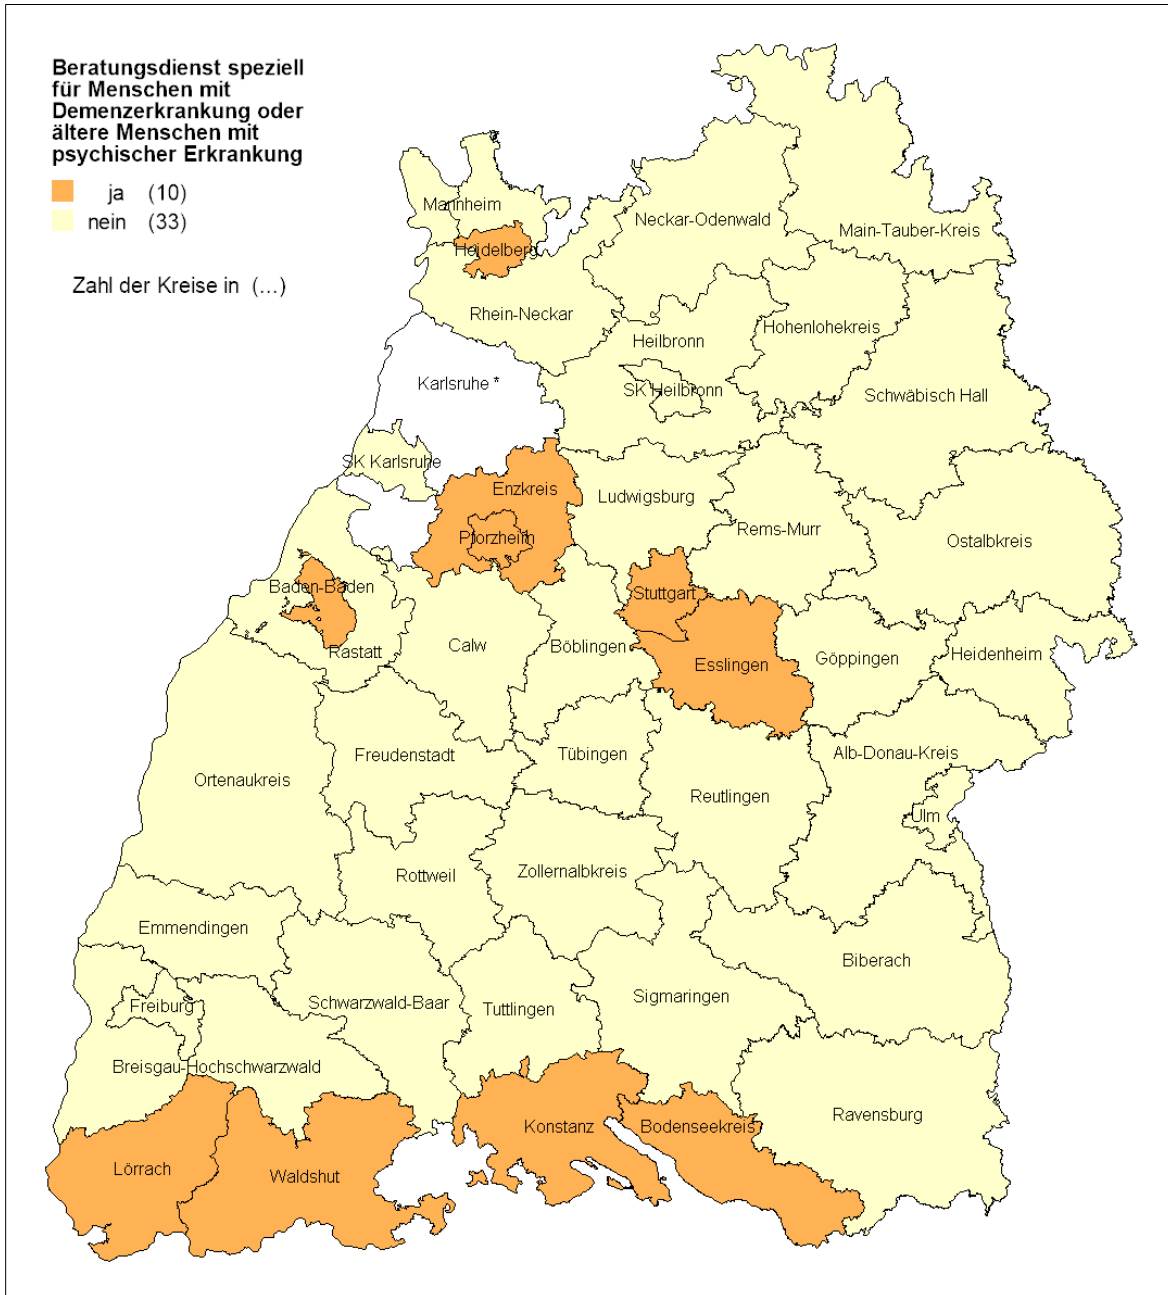 Beratungsdienst speziell
für Menschen mit
Demenzerkrankung oder
ältere Menschen mit
psychischer Erkrankung
ja (10)
nein (33)
Zahl der Kreise in (...)
Mannheim
Neckar-Odenwald
Main-Tauber-Kreis
Heidelberg
Rhein-Neckar
Hohenlohekreis
Heilbronn
Karlsruhe *
SK Heilbronn
Schwäbisch Hall
SK Karlsruhe
Enzkreis
Ludwigsburg
Rems-Murr
Pforzheim
Ostalbkreis
Baden-Baden
Stuttgart
Rastatt
Calw
Böblingen
Esslingen
Göppingen
Heidenheim
Freudenstadt
Tübingen
Alb-Donau-Kreis
Ortenaukreis
Reutlingen
Ulm
Rottweil
Zollernalbkreis
Emmendingen
Biberach
Freiburg
Schwarzwald-Baar
Tuttlingen
Sigmaringen
Breisgau-Hochschwarzwald
Ravensburg
Konstanz
Bodenseekreis
Lörrach
Waldshut